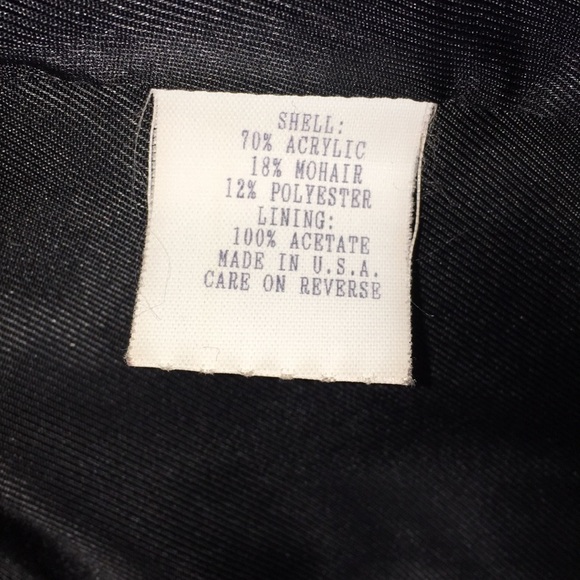 SHELL:
70% ACRYLIC
18% MOHAIR
12% POLYESTER
LINING:
100% ACETATE
MADE IN U.S.A.
CARE ON REVERSE